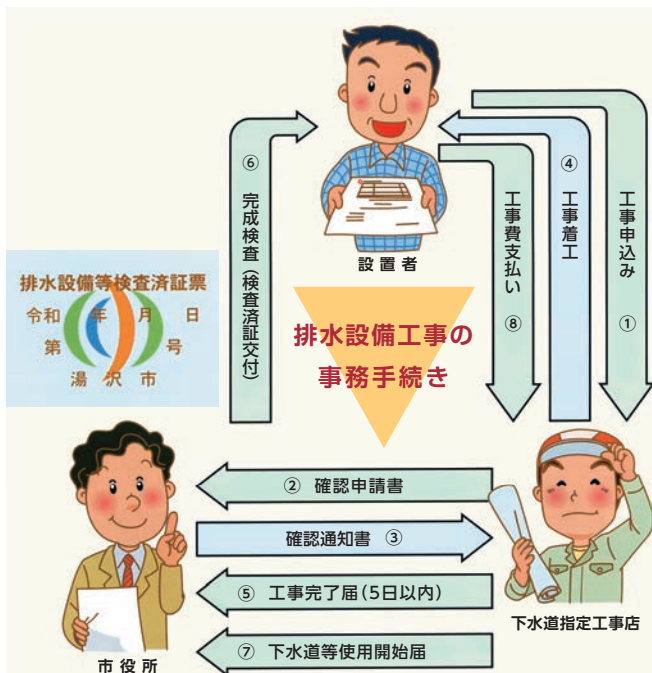 設置者
⑥ 完成検査（検査済証交付）
工事費支払い ⑧
④ 工事着工
工事申込み ①
排水設備等検査済証票
令和 年 月 日
第 号
湯沢市
排水設備工事の
事務手続き
② 確認申請書
確認通知書 ③
⑤ 工事完了届（5日以内）
⑦ 下水道等使用開始届
市役所
下水道指定工事店